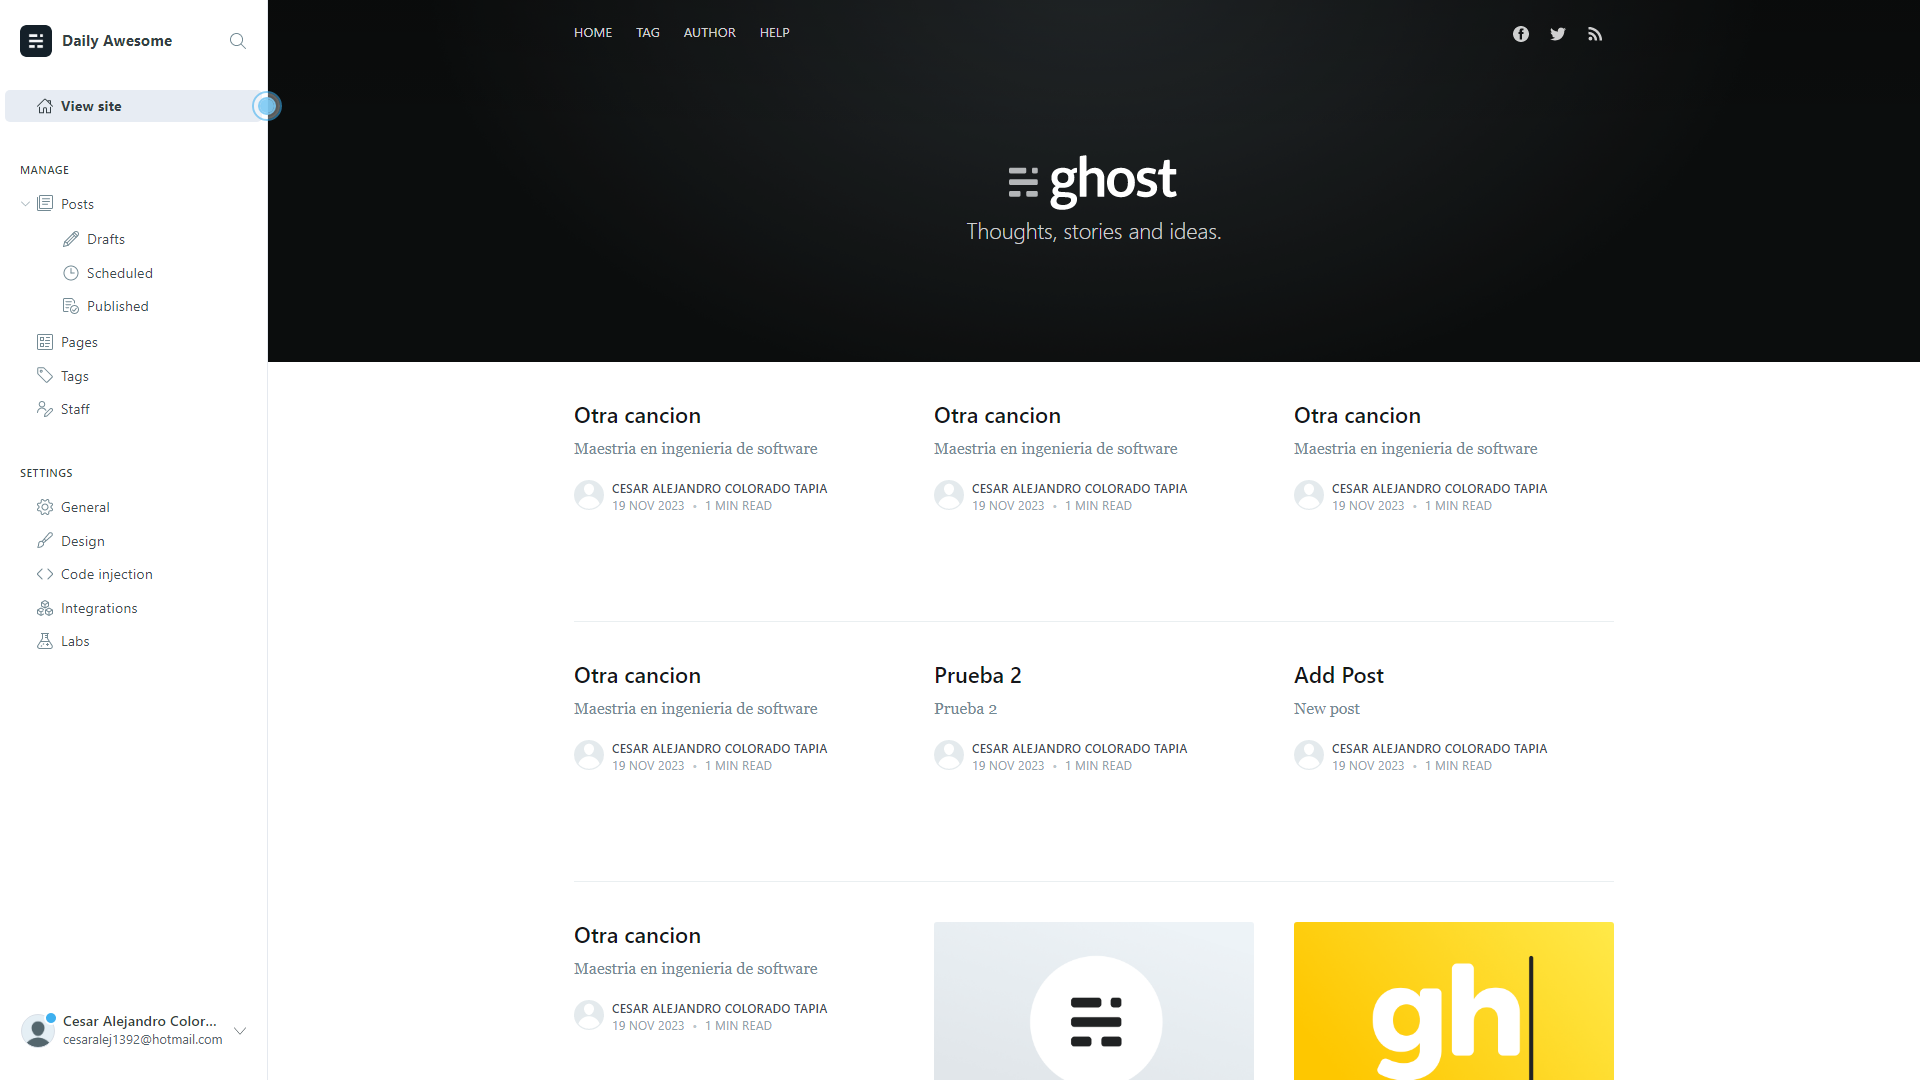 Daily Awesome
View site
MANAGE
Posts
Drafts
Scheduled
Published
Pages
Tags
Staff
SETTINGS
General
Design
Code injection
Integrations
Labs
Cesar Alejandro Color...
cesaralej1392@hotmail.com
HOME TAG AUTHOR HELP
ghost
Thoughts, stories and ideas.
Otra cancion
Maestria en ingenieria de software
CESAR ALEJANDRO COLORADO TAPIA
19 NOV 2023 • 1 MIN READ
Otra cancion
Maestria en ingenieria de software
CESAR ALEJANDRO COLORADO TAPIA
19 NOV 2023 • 1 MIN READ
Otra cancion
Maestria en ingenieria de software
CESAR ALEJANDRO COLORADO TAPIA
19 NOV 2023 • 1 MIN READ
Otra cancion
Maestria en ingenieria de software
CESAR ALEJANDRO COLORADO TAPIA
19 NOV 2023 • 1 MIN READ
Prueba 2
Prueba 2
CESAR ALEJANDRO COLORADO TAPIA
19 NOV 2023 • 1 MIN READ
Add Post
New post
CESAR ALEJANDRO COLORADO TAPIA
19 NOV 2023 • 1 MIN READ
Otra cancion
Maestria en ingenieria de software
CESAR ALEJANDRO COLORADO TAPIA
19 NOV 2023 • 1 MIN READ
gh